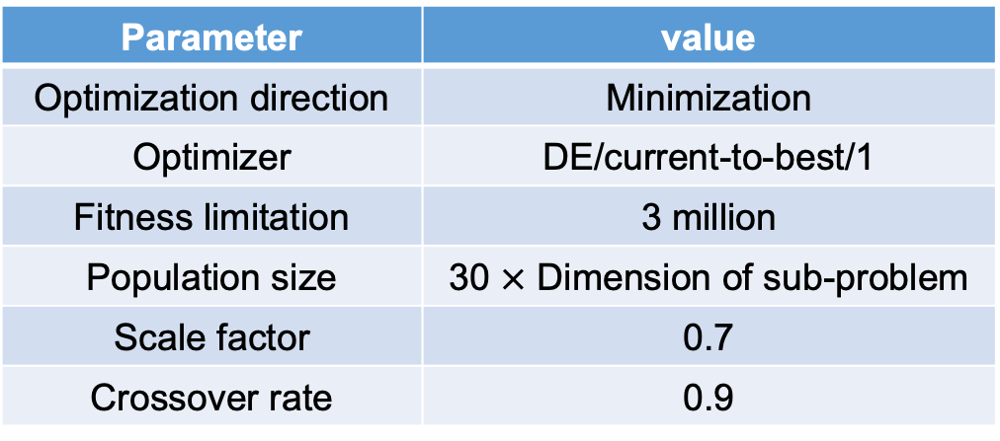 Parameter value
Optimization direction Minimization
Optimizer DE/current-to-best/1
Fitness limitation 3 million
Population size 30 × Dimension of sub-problem
Scale factor 0.7
Crossover rate 0.9